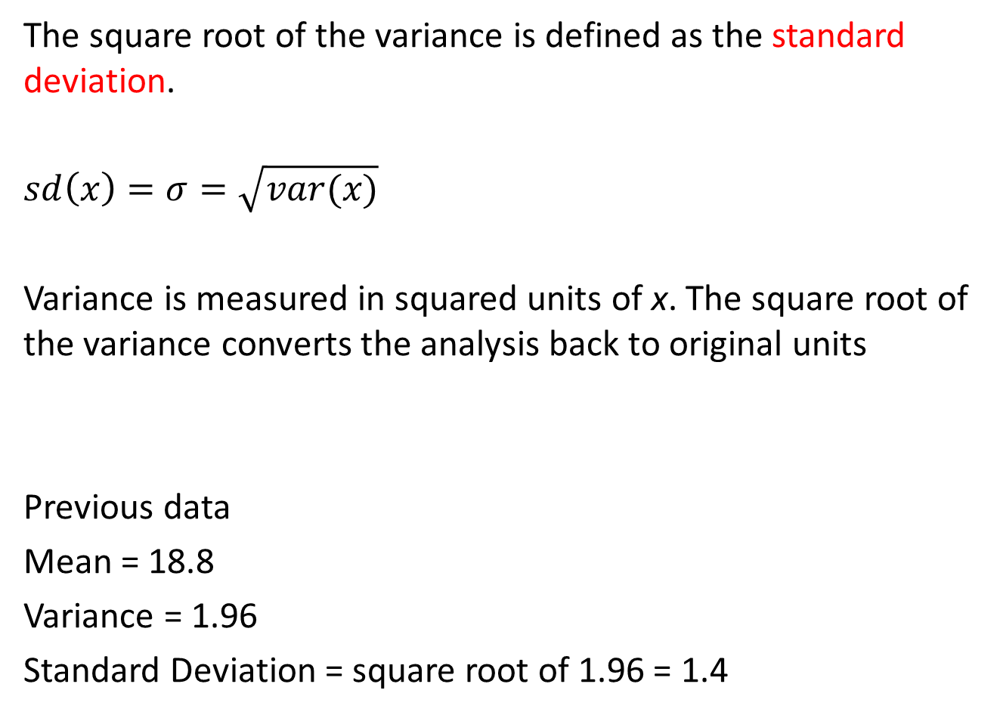 The square root of the variance is defined as the standard
deviation.
sd(x) = σ = √var(x)
Variance is measured in squared units of x. The square root of
the variance converts the analysis back to original units
Previous data
Mean = 18.8
Variance = 1.96
Standard Deviation = square root of 1.96 = 1.4